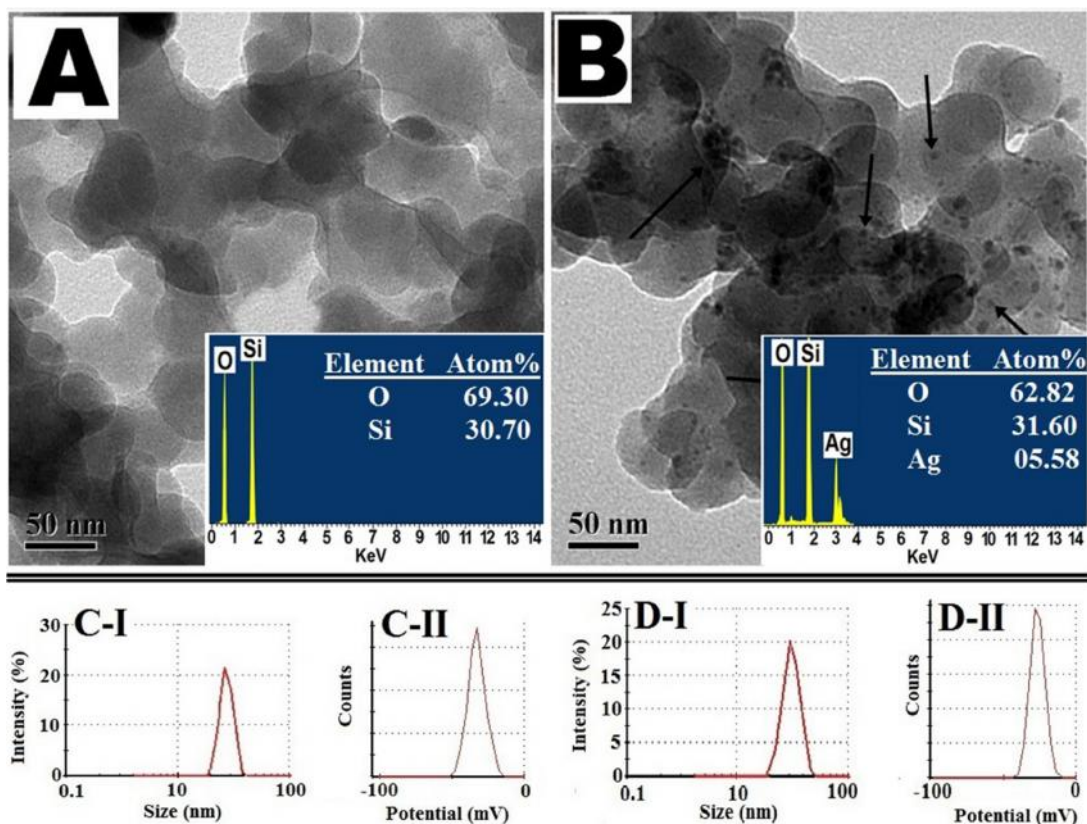 A
O Si
Element Atom%
O 69.30
Si 30.70
0 1 2 3 4 5 6 7 8 9 10 11 12 13 14
KeV
50 nm
B
O Si
Ag
Element Atom%
O 62.82
Si 31.60
Ag 05.58
0 1 2 3 4 5 6 7 8 9 10 11 12 13 14
KeV
50 nm
C-I
Intensity (%)
30
20
10
0
0.1 10 100
Size (nm)
C-II
Counts
-100 0
Potential (mV)
D-I
Intensity (%)
25
20
15
10
5
0
0.1 10 100
Size (nm)
D-II
Counts
-100 0
Potential (mV)